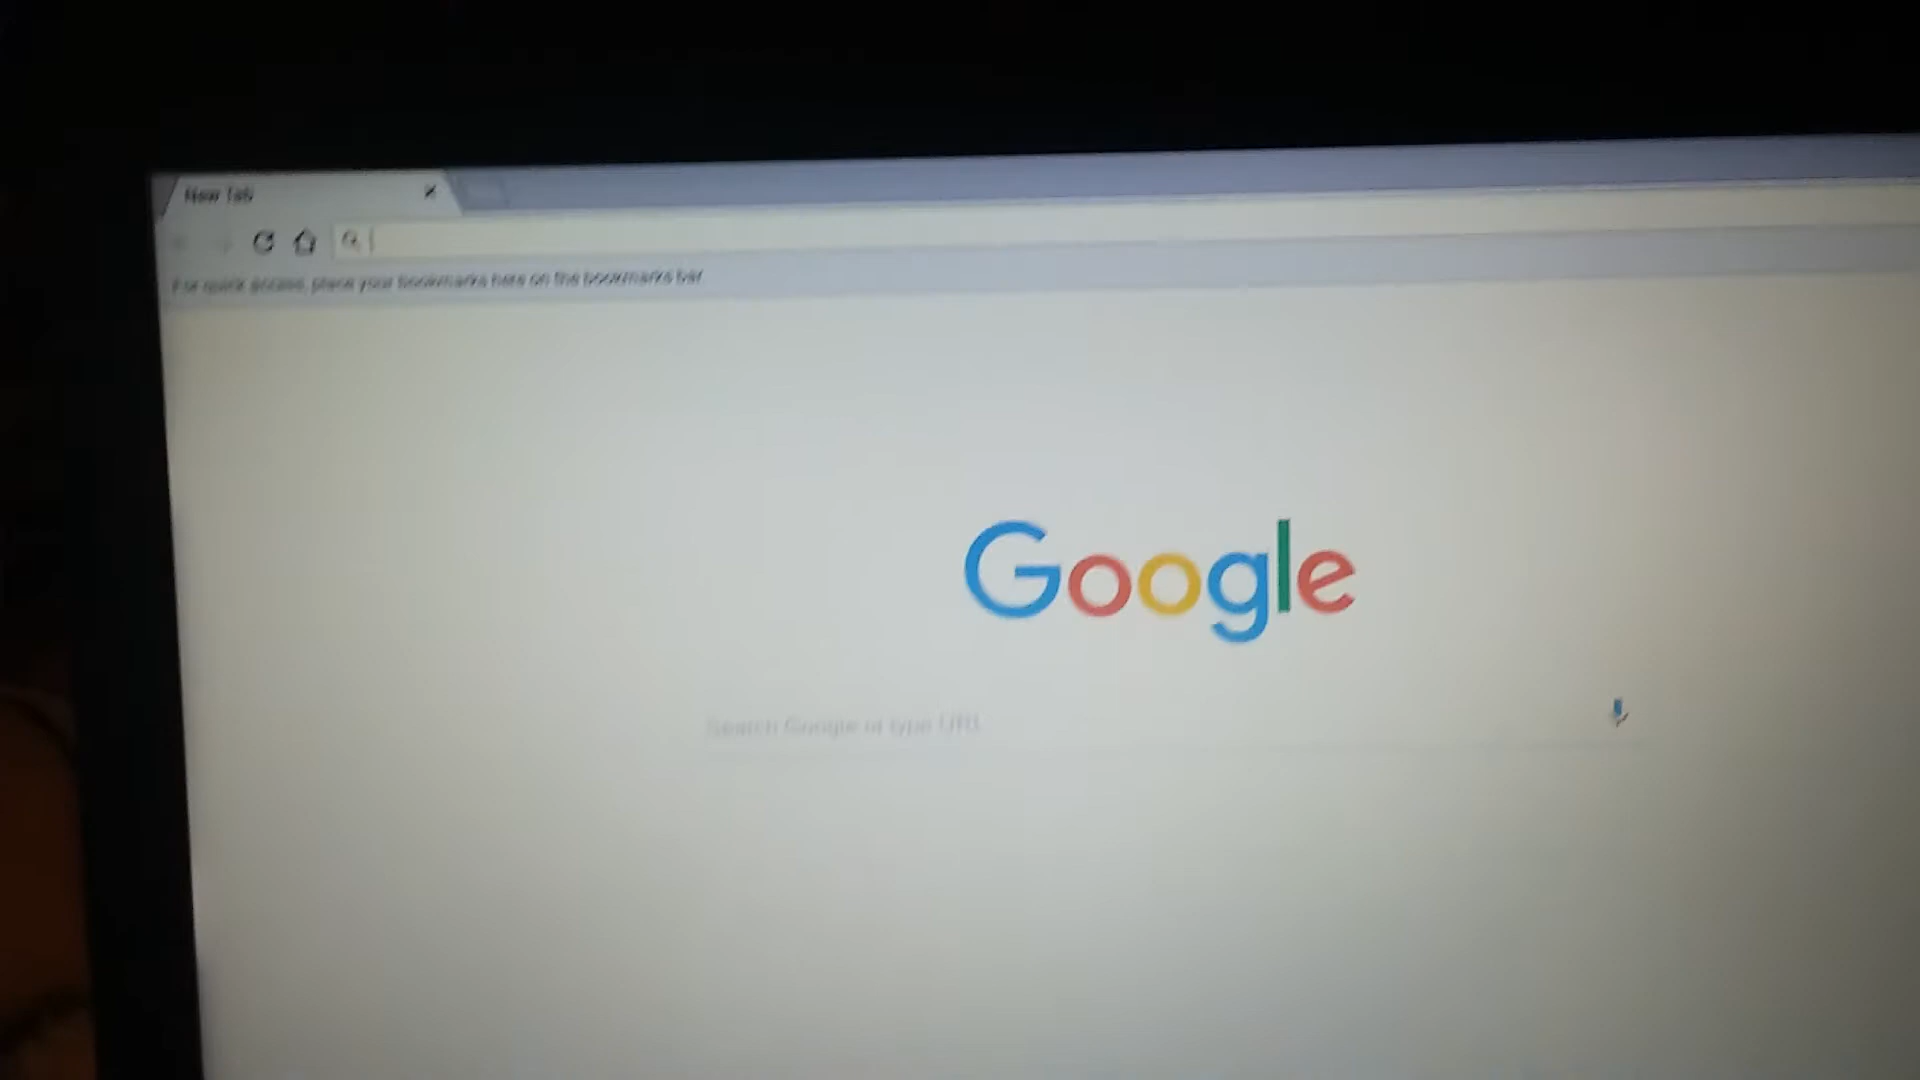 New Tab
For quick access, place your bookmarks here on the bookmarks bar
Google
Search Google or type URL